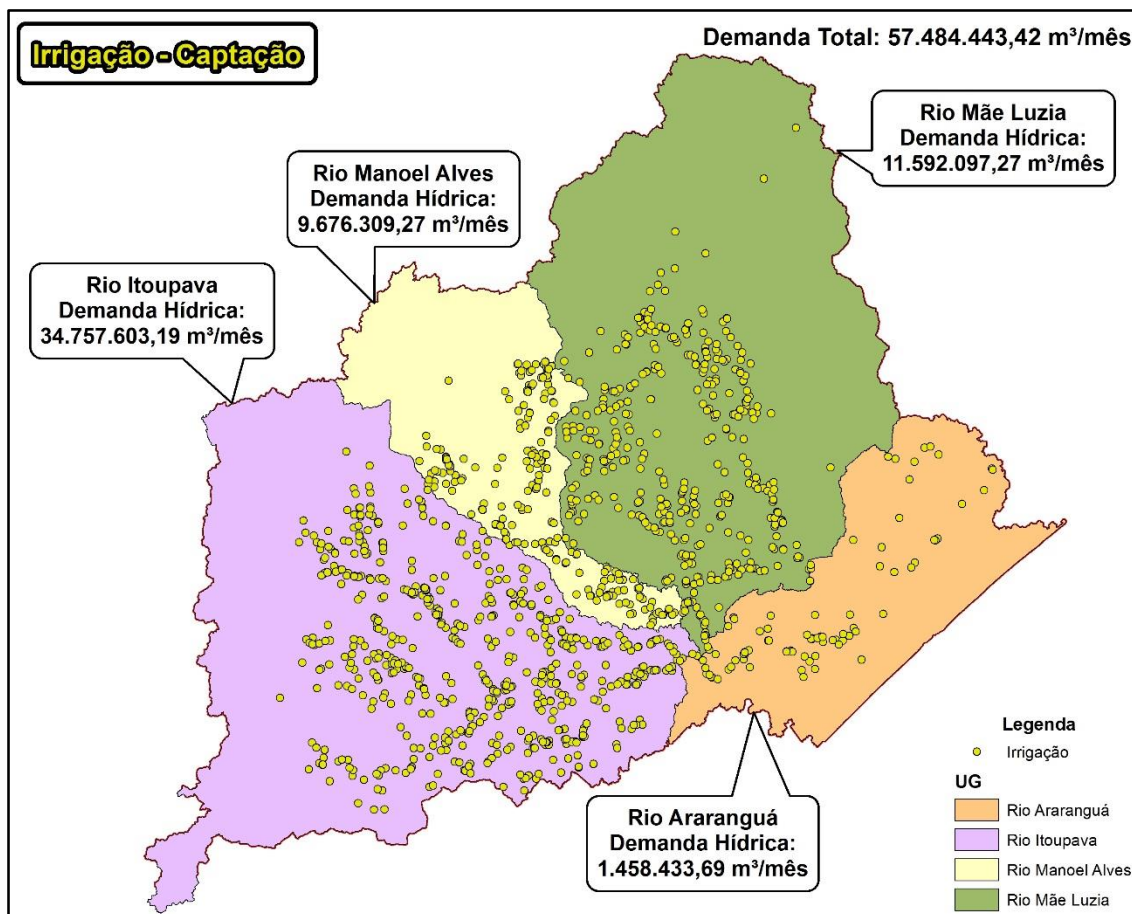 Irrigação - Captação
Demanda Total: 57.484.443,42 m³/mês
Rio Mãe Luzia
Demanda Hídrica:
11.592.097,27 m³/mês
Rio Manoel Alves
Demanda Hídrica:
9.676.309,27 m³/mês
Rio Itoupava
Demanda Hídrica:
34.757.603,19 m³/mês
Rio Araranguá
Demanda Hídrica:
1.458.433,69 m³/mês
Legenda
Irrigação
UG
Rio Araranguá
Rio Itoupava
Rio Manoel Alves
Rio Mãe Luzia